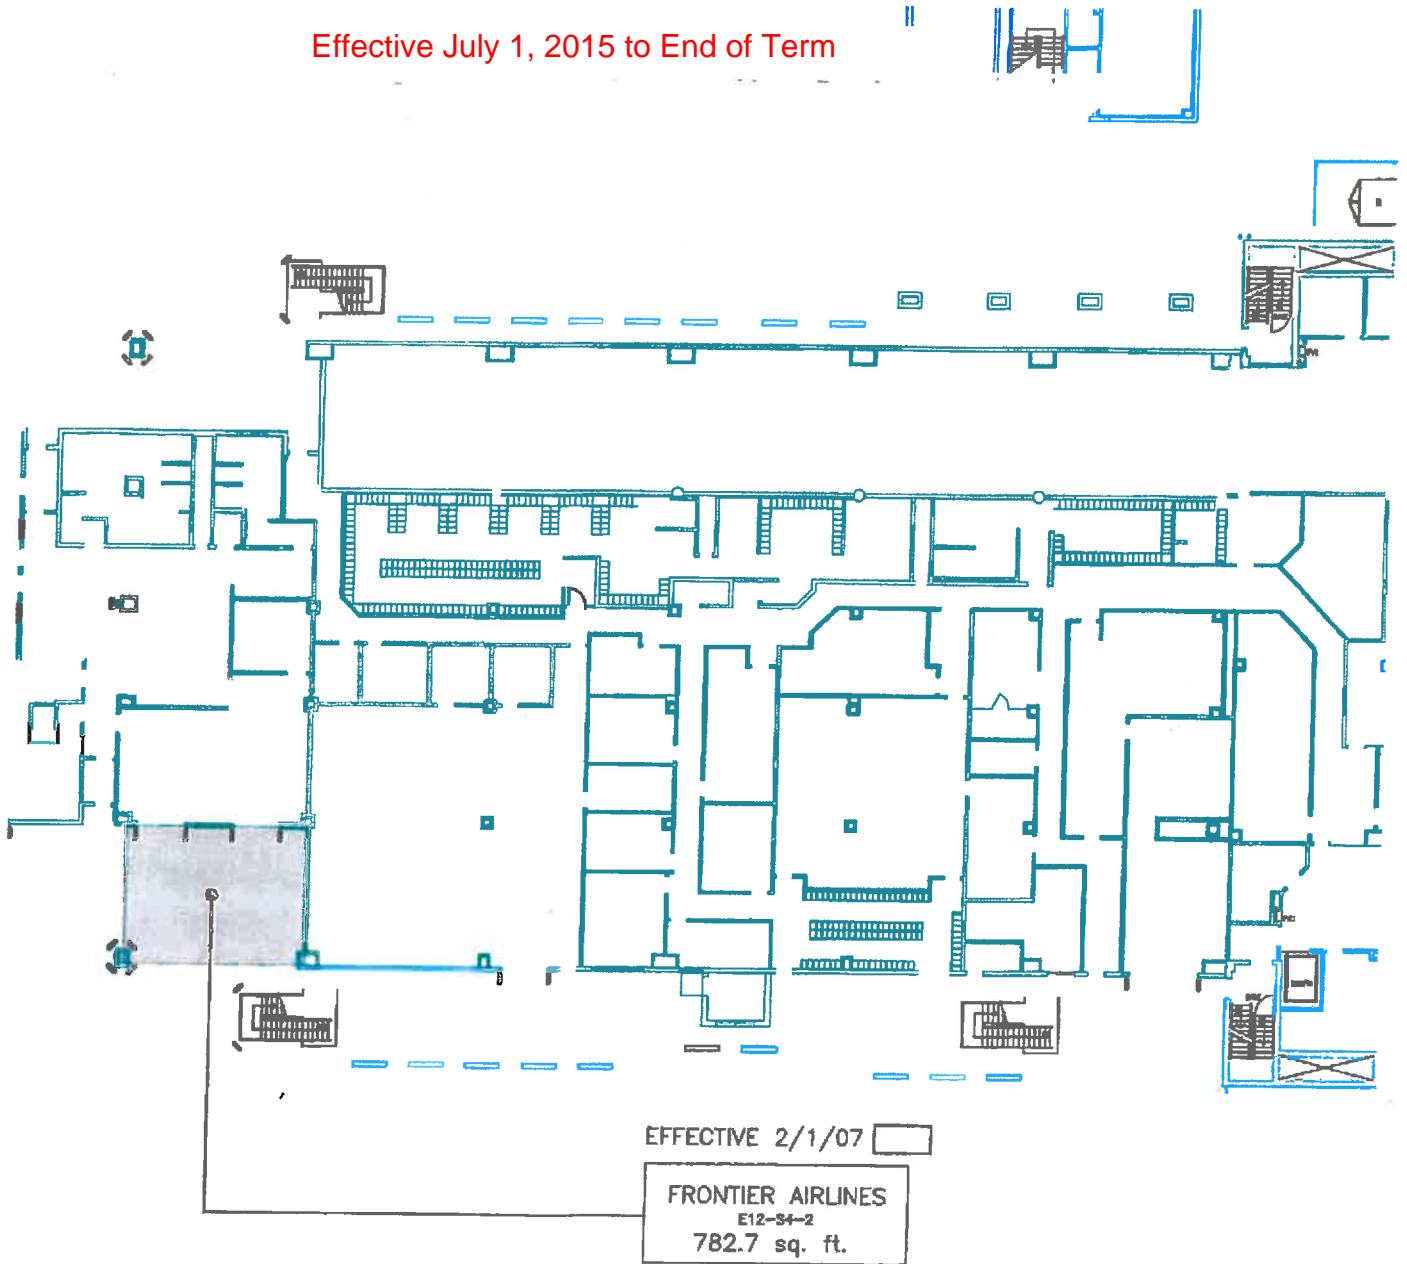 Effective July 1, 2015 to End of Term
EFFECTIVE 2/1/07
FRONTIER AIRLINES
E12-S4-2
782.7 sq. ft.